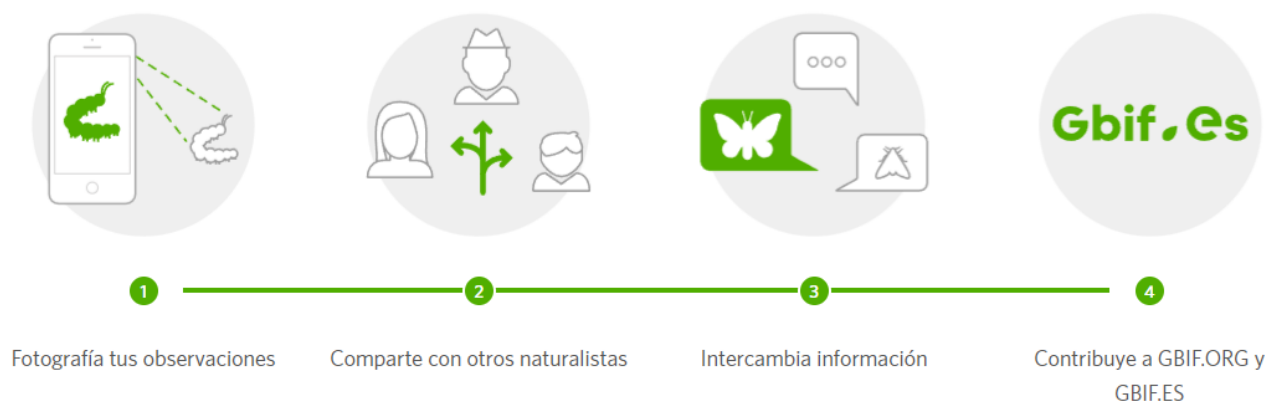 Gbif.es
1
2
3
4
Fotografía tus observaciones
Comparte con otros naturalistas
Intercambia información
Contribuye a GBIF.ORG y
GBIF.ES